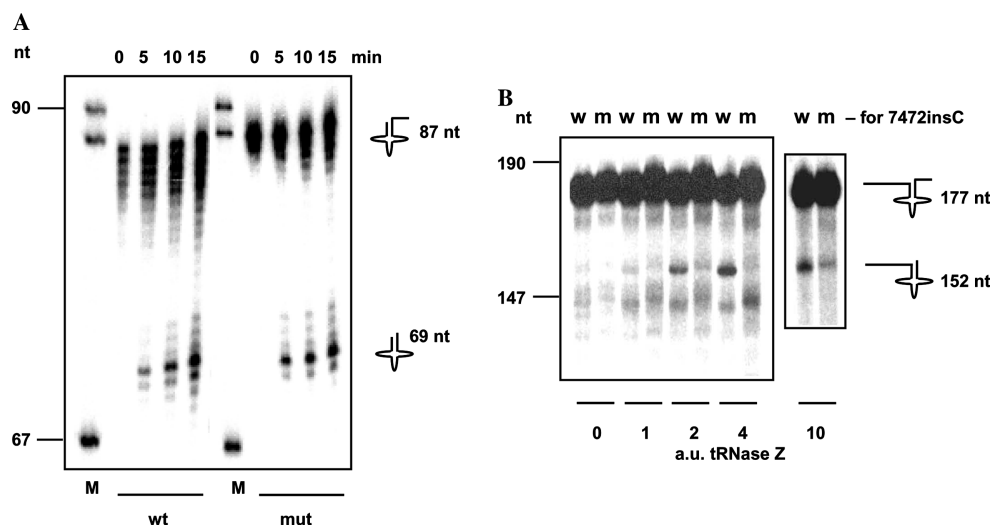 A
nt 0 5 10 15 0 5 10 15 min
90
87 nt
69 nt
67
M M
wt mut
B
nt w m w m w m w m w m – for 7472insC
190
177 nt
152 nt
147
0 1 2 4 10
a.u. tRNase Z